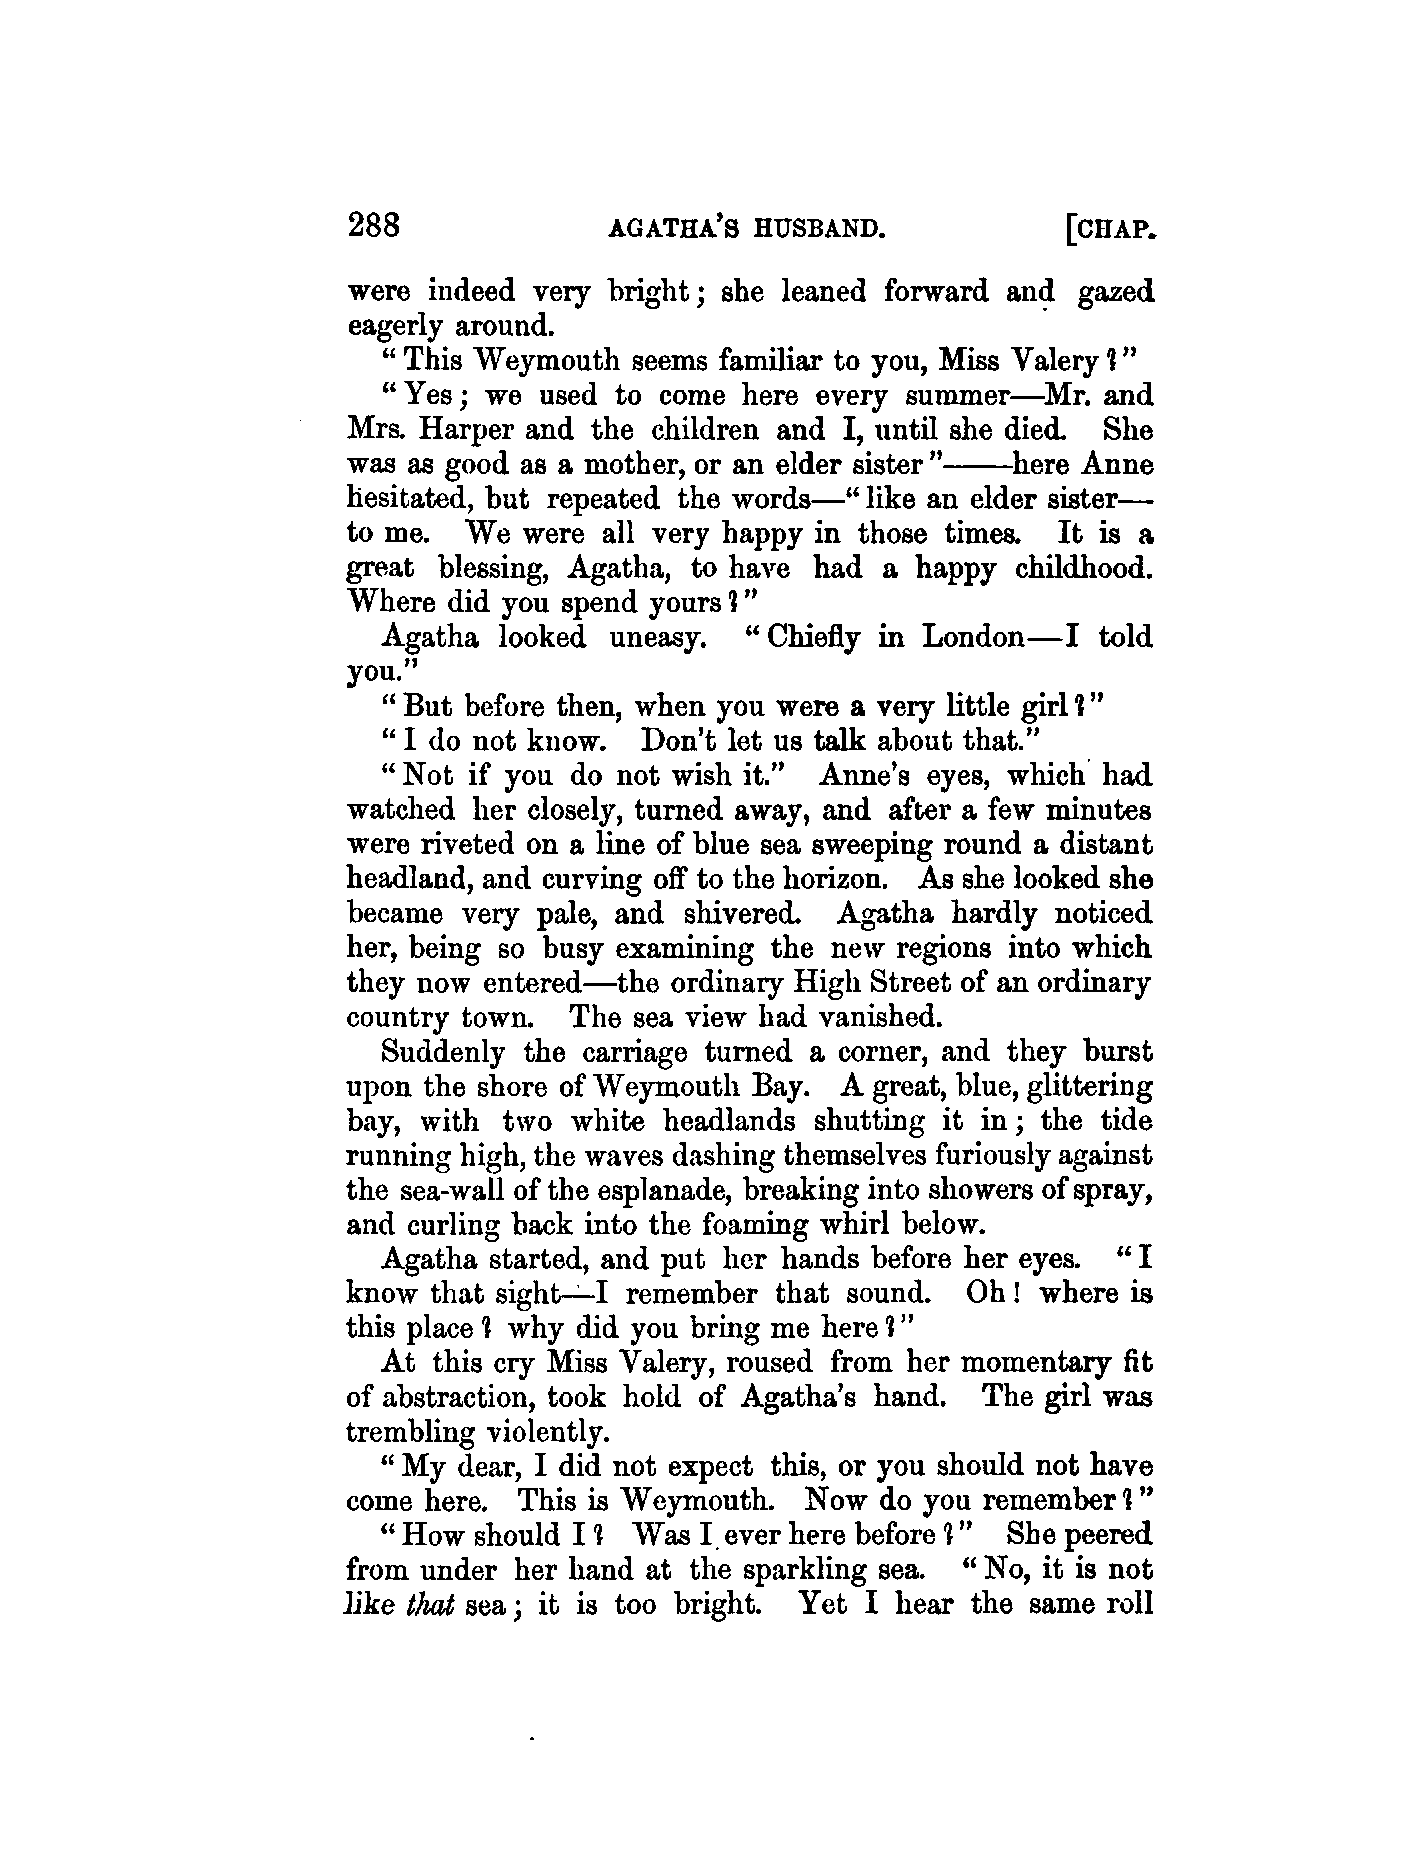 288 AGATHA'S HUSBAND. [CHAP.
were indeed very bright; she leaned forward and gazed
eagerly around.
"This Weymouth seems familiar to you, Miss Valery?"
"Yes; we used to come here every summer—Mr. and
Mrs. Harper and the children and I, until she died. She
was as good as a mother, or an elder sister"——here Anne
hesitated, but repeated the words—"like an elder sister—
to me. We were all very happy in those times. It is a
great blessing, Agatha, to have had a happy childhood.
Where did you spend yours?"
Agatha looked uneasy. "Chiefly in London—I told
you."
"But before then, when you were a very little girl?"
"I do not know. Don't let us talk about that."
"Not if you do not wish it." Anne's eyes, which had
watched her closely, turned away, and after a few minutes
were riveted on a line of blue sea sweeping round a distant
headland, and curving off to the horizon. As she looked she
became very pale, and shivered. Agatha hardly noticed
her, being so busy examining the new regions into which
they now entered—the ordinary High Street of an ordinary
country town. The sea view had vanished.
Suddenly the carriage turned a corner, and they burst
upon the shore of Weymouth Bay. A great, blue, glittering
bay, with two white headlands shutting it in; the tide
running high, the waves dashing themselves furiously against
the sea-wall of the esplanade, breaking into showers of spray,
and curling back into the foaming whirl below.
Agatha started, and put her hands before her eyes. "I
know that sight—I remember that sound. Oh! where is
this place? why did you bring me here?"
At this cry Miss Valery, roused from her momentary fit
of abstraction, took hold of Agatha's hand. The girl was
trembling violently.
"My dear, I did not expect this, or you should not have
come here. This is Weymouth. Now do you remember?"
"How should I? Was I ever here before?" She peered
from under her hand at the sparkling sea. "No, it is not
like that sea; it is too bright. Yet I hear the same roll